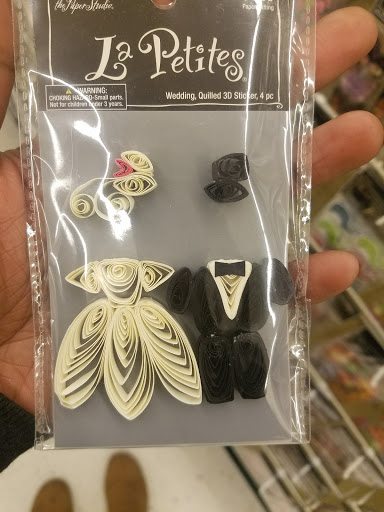 the Paper Studio
La Petites
WARNING:
CHOKING HAZARD-Small parts.
Not for children under 3 years.
Wedding, Quilled 3D Sticker, 4 pc